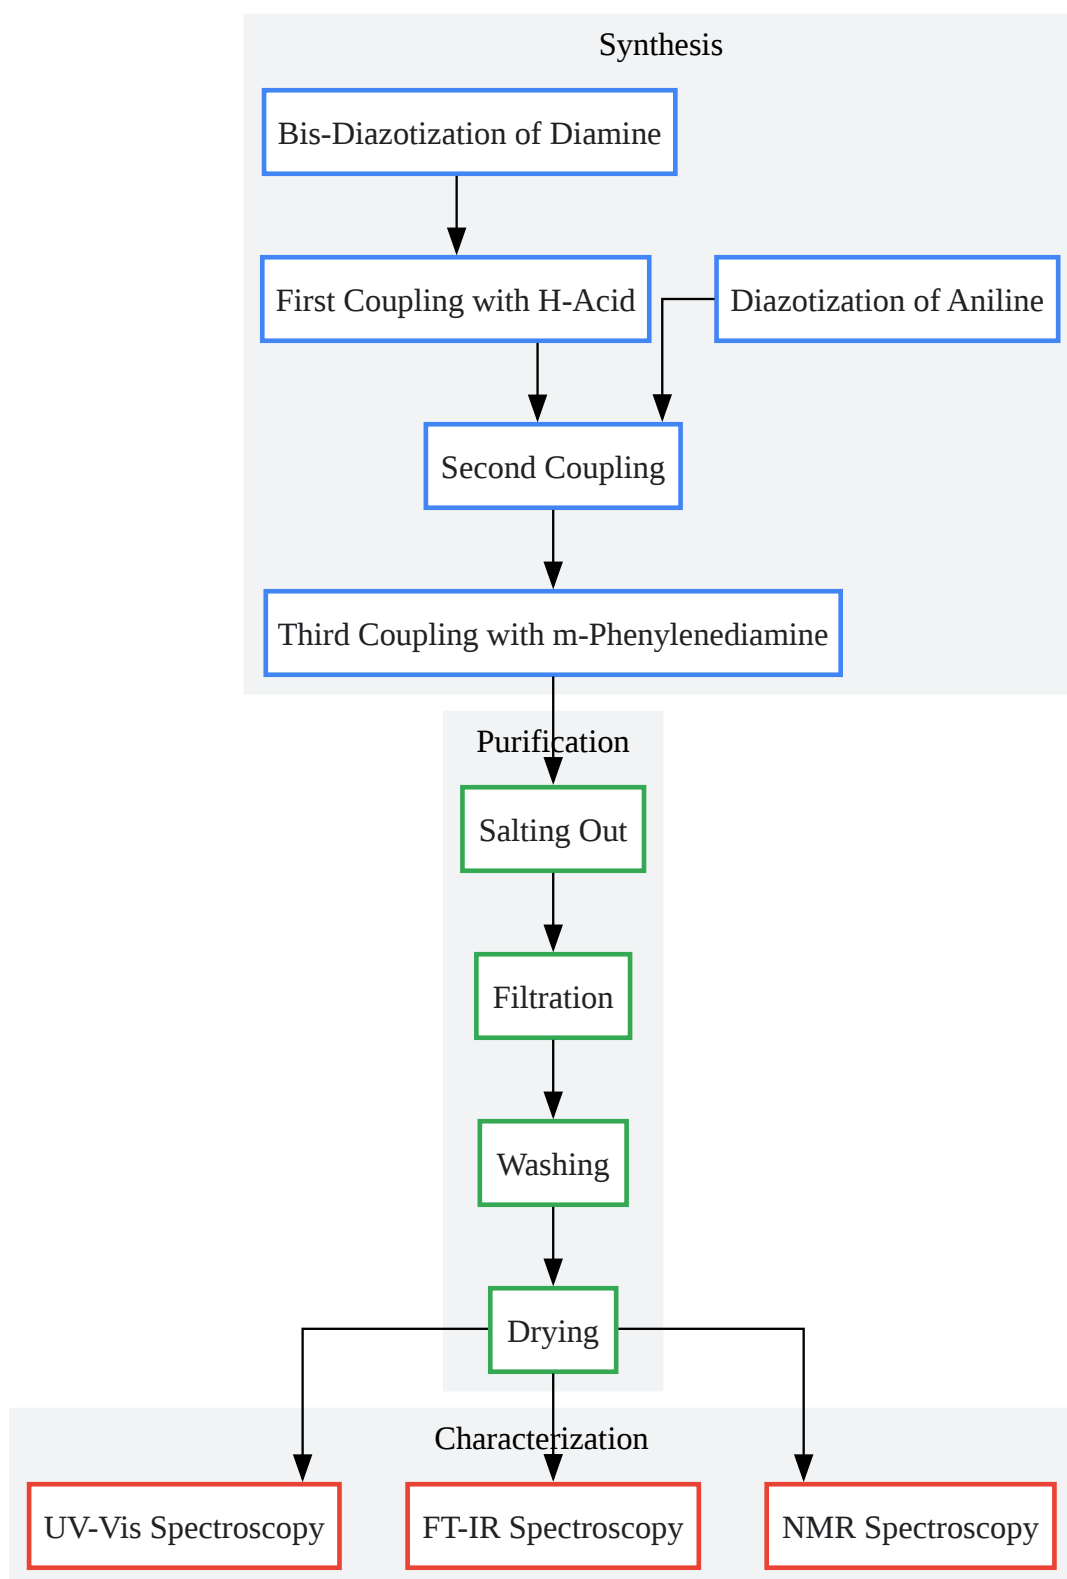 Synthesis
Bis-Diazotization of Diamine
First Coupling with H-Acid
Diazotization of Aniline
Second Coupling
Third Coupling with m-Phenylenediamine
Purification
Salting Out
Filtration
Washing
Drying
Characterization
UV-Vis Spectroscopy
FT-IR Spectroscopy
NMR Spectroscopy